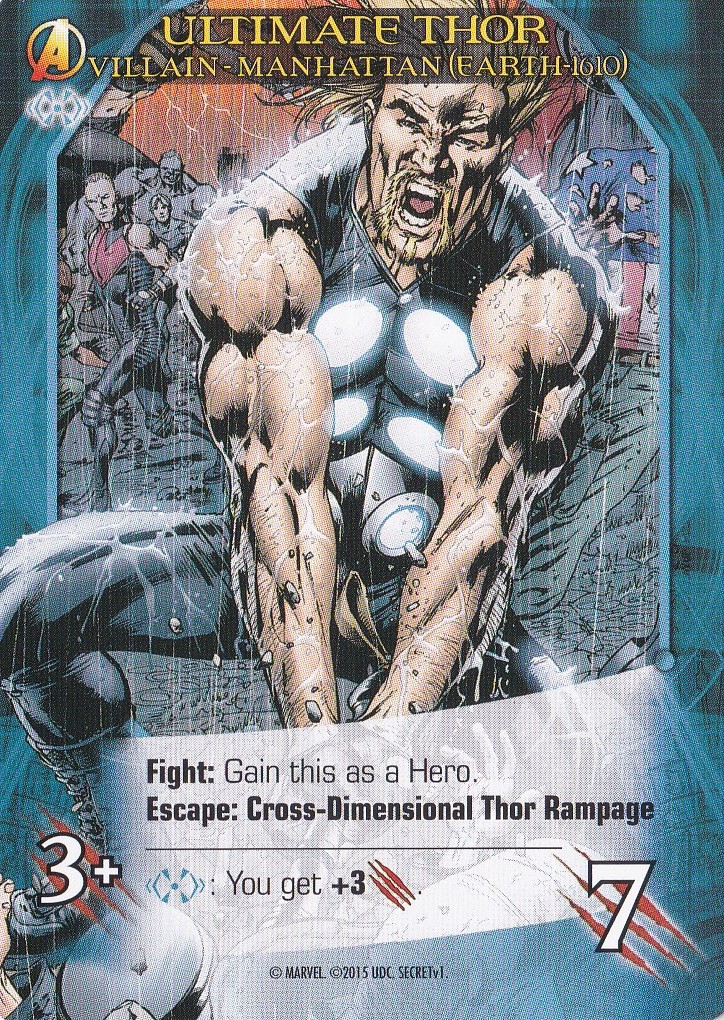 ULTIMATE THOR
VILLAIN - MANHATTAN (EARTH-1610)
Fight: Gain this as a Hero.
Escape: Cross-Dimensional Thor Rampage
: You get +3 .
3+
7
© MARVEL. ©2015 UDC. SECRETv1.